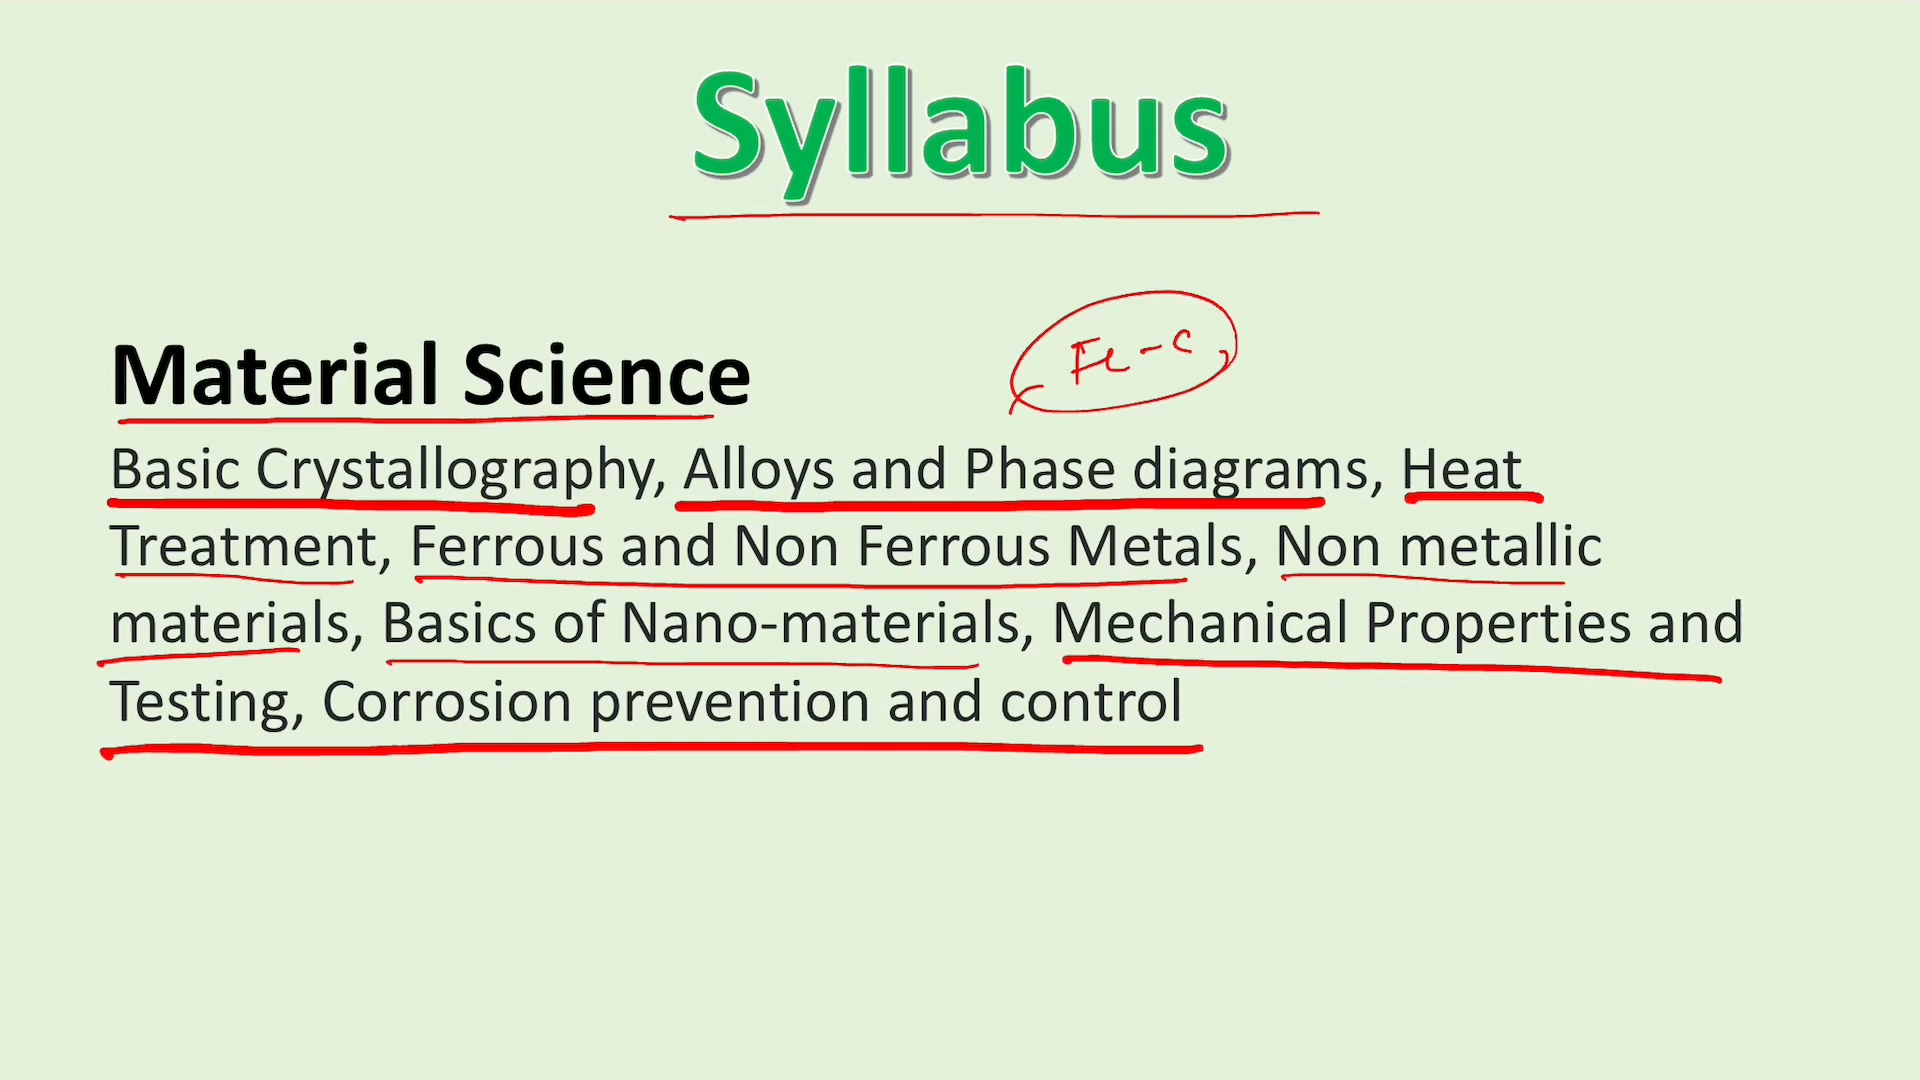 Syllabus
Fe-C
Material Science
Basic Crystallography, Alloys and Phase diagrams, Heat
Treatment, Ferrous and Non Ferrous Metals, Non metallic
materials, Basics of Nano-materials, Mechanical Properties and
Testing, Corrosion prevention and control